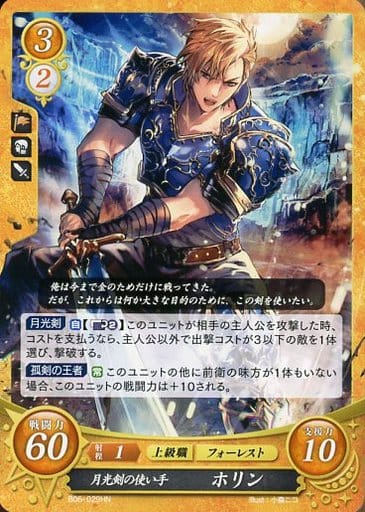 3
2
俺は今まで金のためだけに戦ってきた。
だが、これからは何か大きな目的のために、この剣を使いたい。
月光剣 自【 2】このユニットが相手の主人公を攻撃した時、
コストを支払うなら、主人公以外で出撃コストが3以下の敵を1体
選び、撃破する。
孤剣の王者 常 このユニットの他に前衛の味方が1体もいない
場合、このユニットの戦闘力は+10される。
戦闘力
60
射程 1
上級職
フォーレスト
支援力
10
月光剣の使い手 ホリン
B06-029HN
Illust:小森ニコ